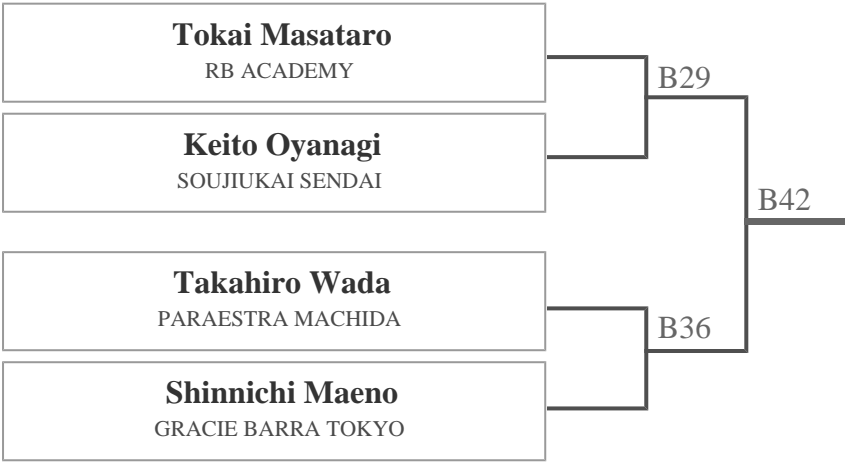 Tokai Masataro
RB ACADEMY
B29
Keito Oyanagi
SOUJIUKAI SENDAI
B42
Takahiro Wada
PARAESTRA MACHIDA
B36
Shinnichi Maeno
GRACIE BARRA TOKYO